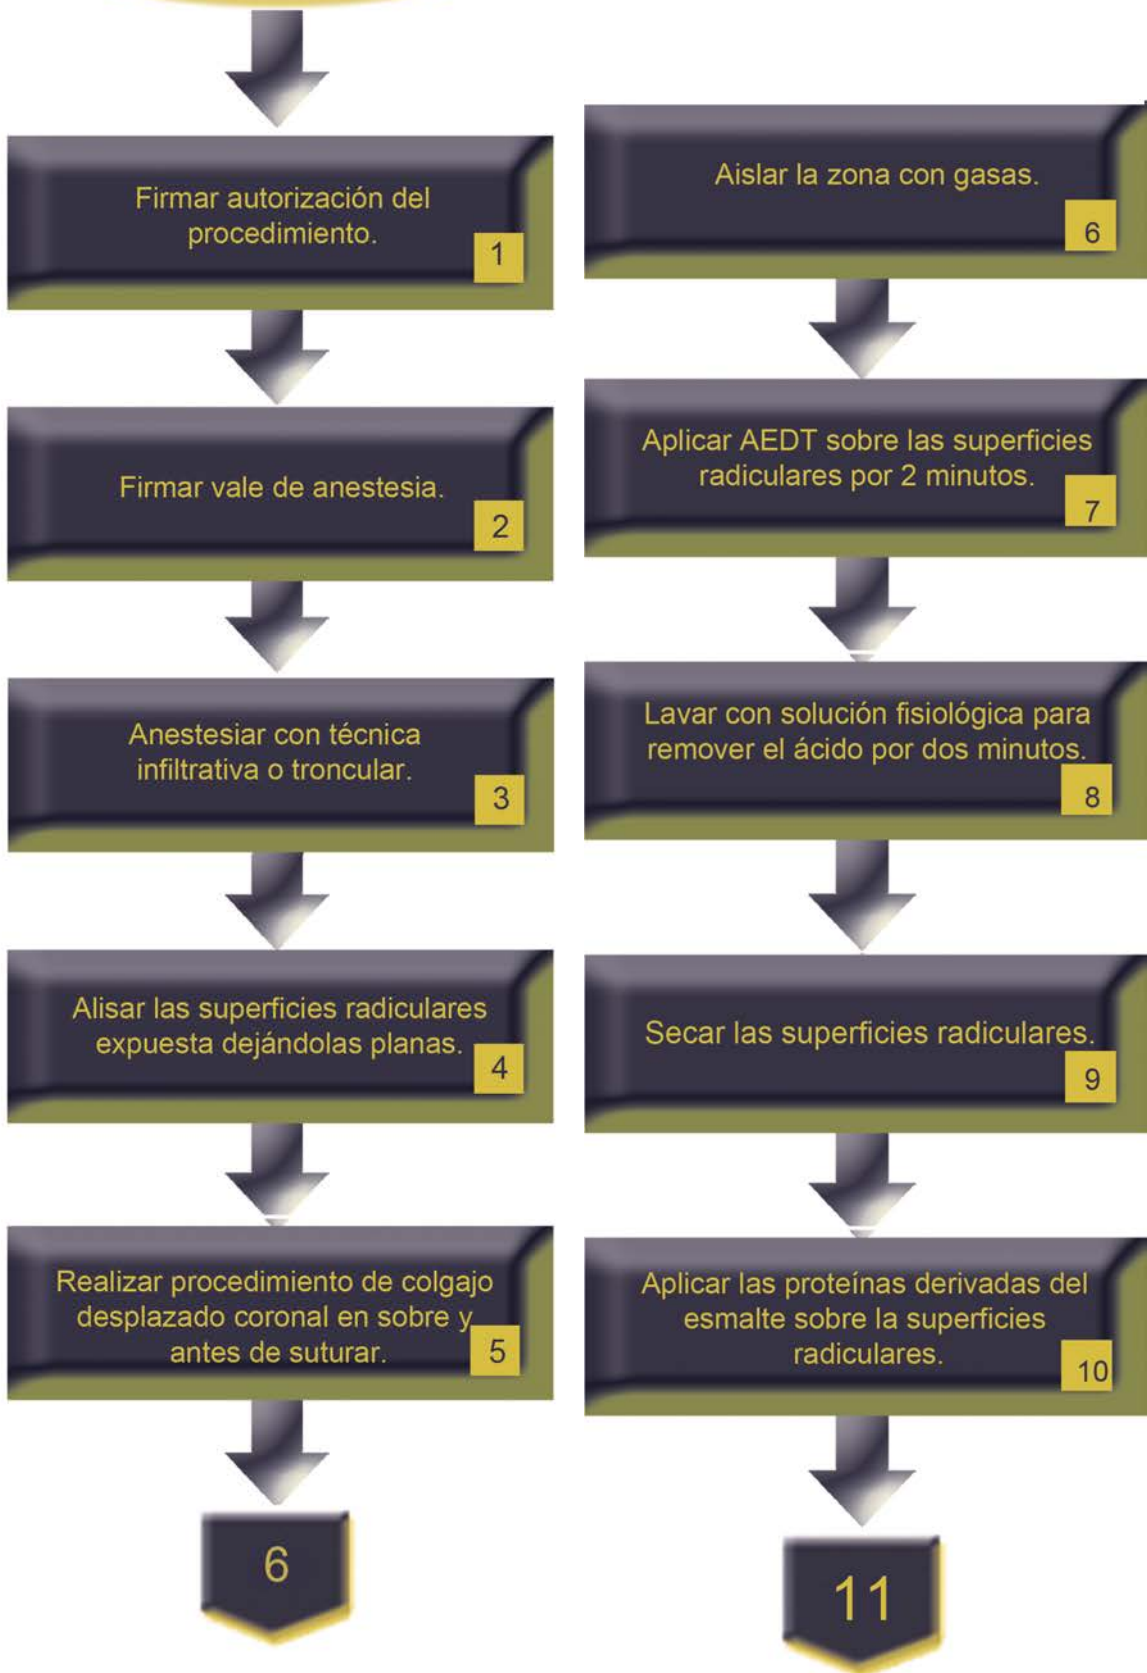 Firmar autorización del
procedimiento.
1
Firmar vale de anestesia.
2
Anestesiar con técnica
infiltrativa o troncular.
3
Alisar las superficies radiculares
expuesta dejándolas planas.
4
Realizar procedimiento de colgajo
desplazado coronal en sobre y
antes de suturar.
5
6
Aislar la zona con gasas.
6
Aplicar AEDT sobre las superficies
radiculares por 2 minutos.
7
Lavar con solución fisiológica para
remover el ácido por dos minutos.
8
Secar las superficies radiculares.
9
Aplicar las proteínas derivadas del
esmalte sobre la superficies
radiculares.
10
11